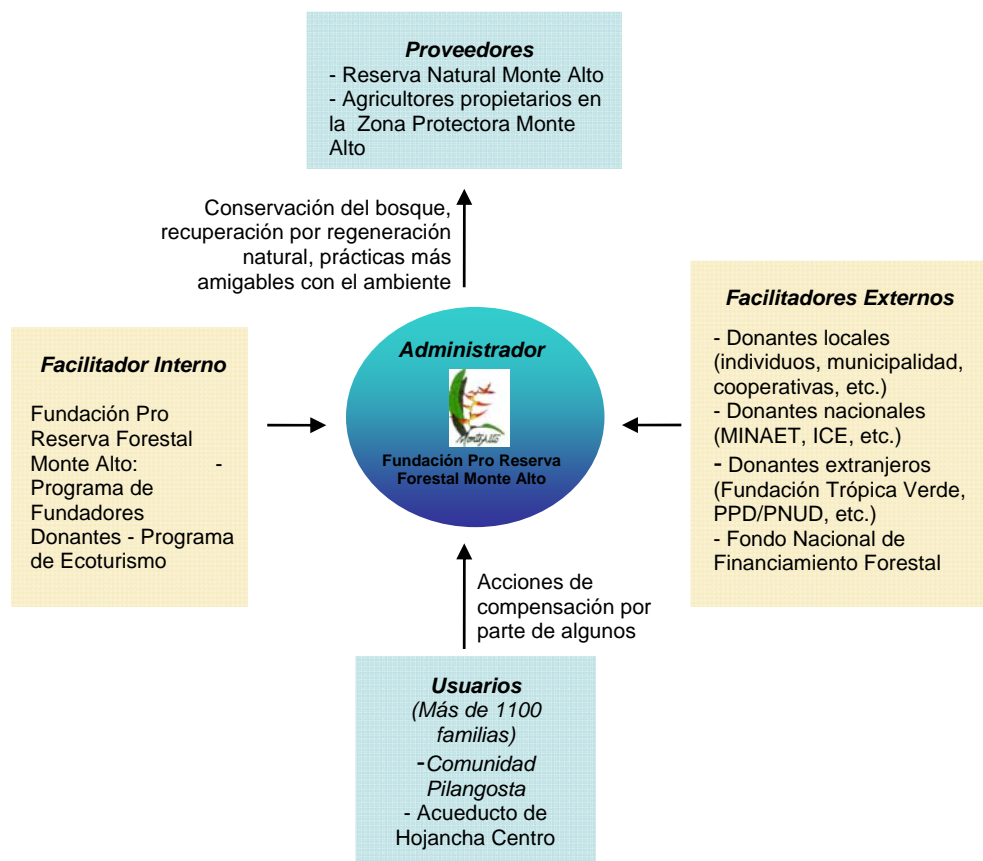 Proveedores
- Reserva Natural Monte Alto
- Agricultores propietarios en
la Zona Protectora Monte
Alto
Conservación del bosque,
recuperación por regeneración
natural, prácticas más
amigables con el ambiente
Facilitador Interno
Fundación Pro
Reserva Forestal
Monte Alto: -
Programa de
Fundadores
Donantes - Programa
de Ecoturismo
Administrador
MonteAlto
Fundación Pro Reserva
Forestal Monte Alto
Facilitadores Externos
- Donantes locales
(individuos, municipalidad,
cooperativas, etc.)
- Donantes nacionales
(MINAET, ICE, etc.)
- Donantes extranjeros
(Fundación Trópica Verde,
PPD/PNUD, etc.)
- Fondo Nacional de
Financiamiento Forestal
Acciones de
compensación por
parte de algunos
Usuarios
(Más de 1100
familias)
-Comunidad
Pilangosta
- Acueducto de
Hojancha Centro